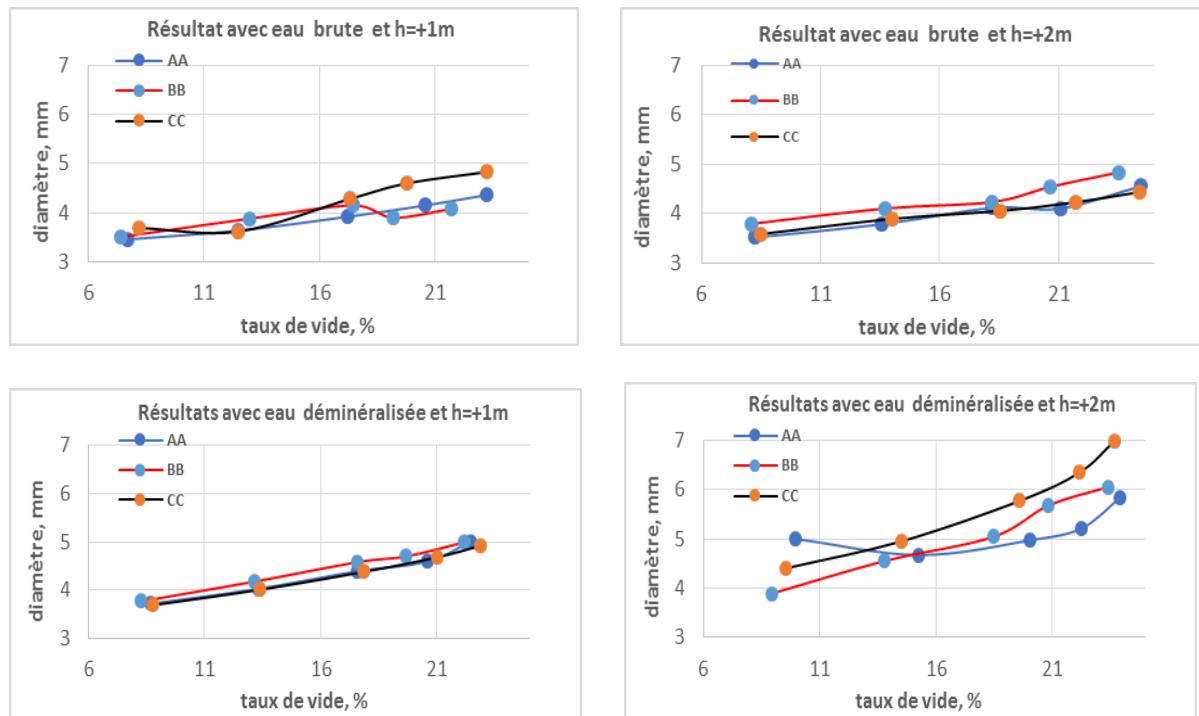 Résultat avec eau brute et h=+1m
7
6
5
4
3
diamètre, mm
AA
BB
CC
6 11 16 21
taux de vide, %
Résultat avec eau brute et h=+2m
7
6
5
4
3
diamètre, mm
AA
BB
CC
6 11 16 21
taux de vide, %
Résultats avec eau déminéralisée et h=+1m
7
6
5
4
3
diamètre, mm
AA
BB
CC
6 11 16 21
taux de vide, %
Résultats avec eau déminéralisée et h=+2m
7
6
5
4
3
diamètre, mm
AA
BB
CC
6 11 16 21
taux de vide, %